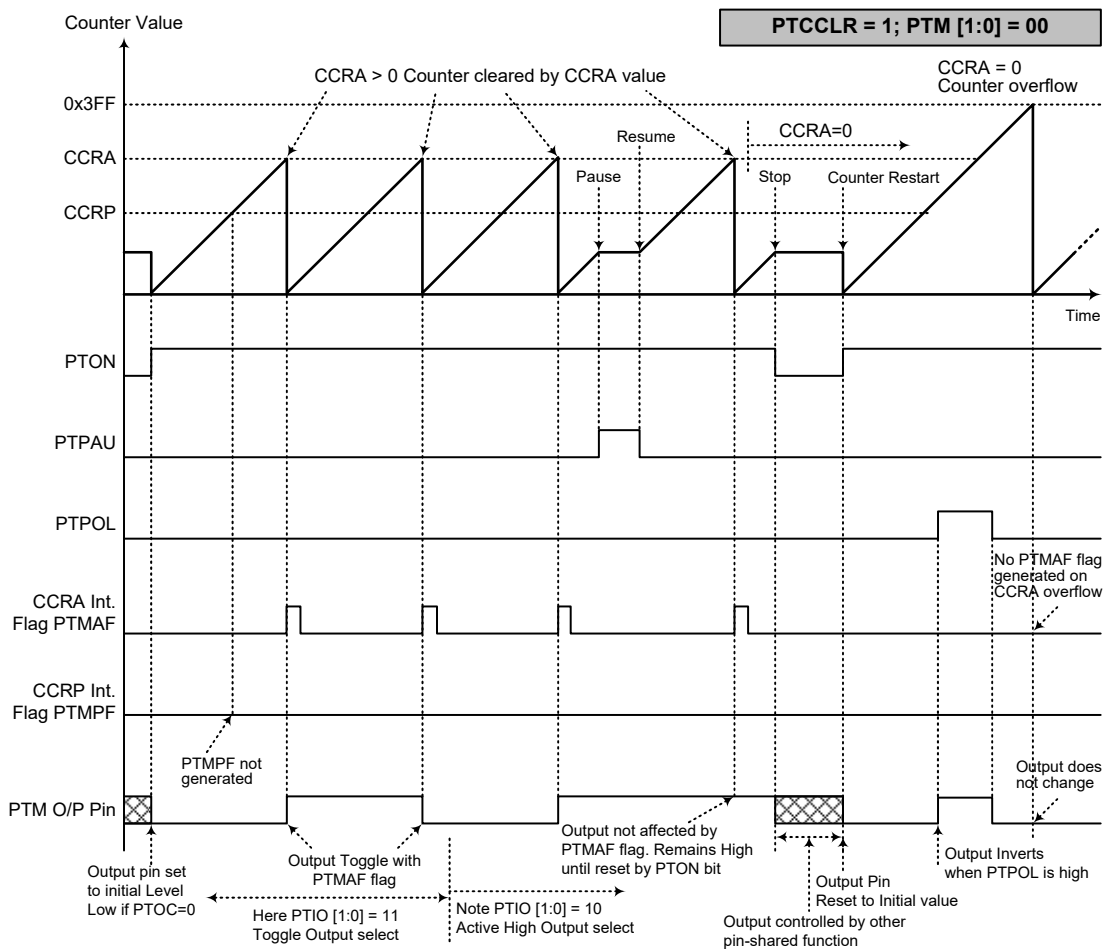 Counter Value
PTCCLR = 1; PTM [1:0] = 00
CCRA > 0 Counter cleared by CCRA value
CCRA = 0
Counter overflow
0x3FF
CCRA
CCRP
Resume
CCRA=0
Pause
Stop
Counter Restart
Time
PTON
PTPAU
PTPOL
No PTMAF flag
generated on
CCRA overflow
CCRA Int.
Flag PTMAF
CCRP Int.
Flag PTMPF
PTMPF not
generated
Output does
not change
PTM O/P Pin
Output pin set
to initial Level
Low if PTOC=0
Output Toggle with
PTMAF flag
Here PTIO [1:0] = 11
Toggle Output select
Note PTIO [1:0] = 10
Active High Output select
Output not affected by
PTMAF flag. Remains High
until reset by PTON bit
Output controlled by other
pin-shared function
Output Pin
Reset to Initial value
Output Inverts
when PTPOL is high